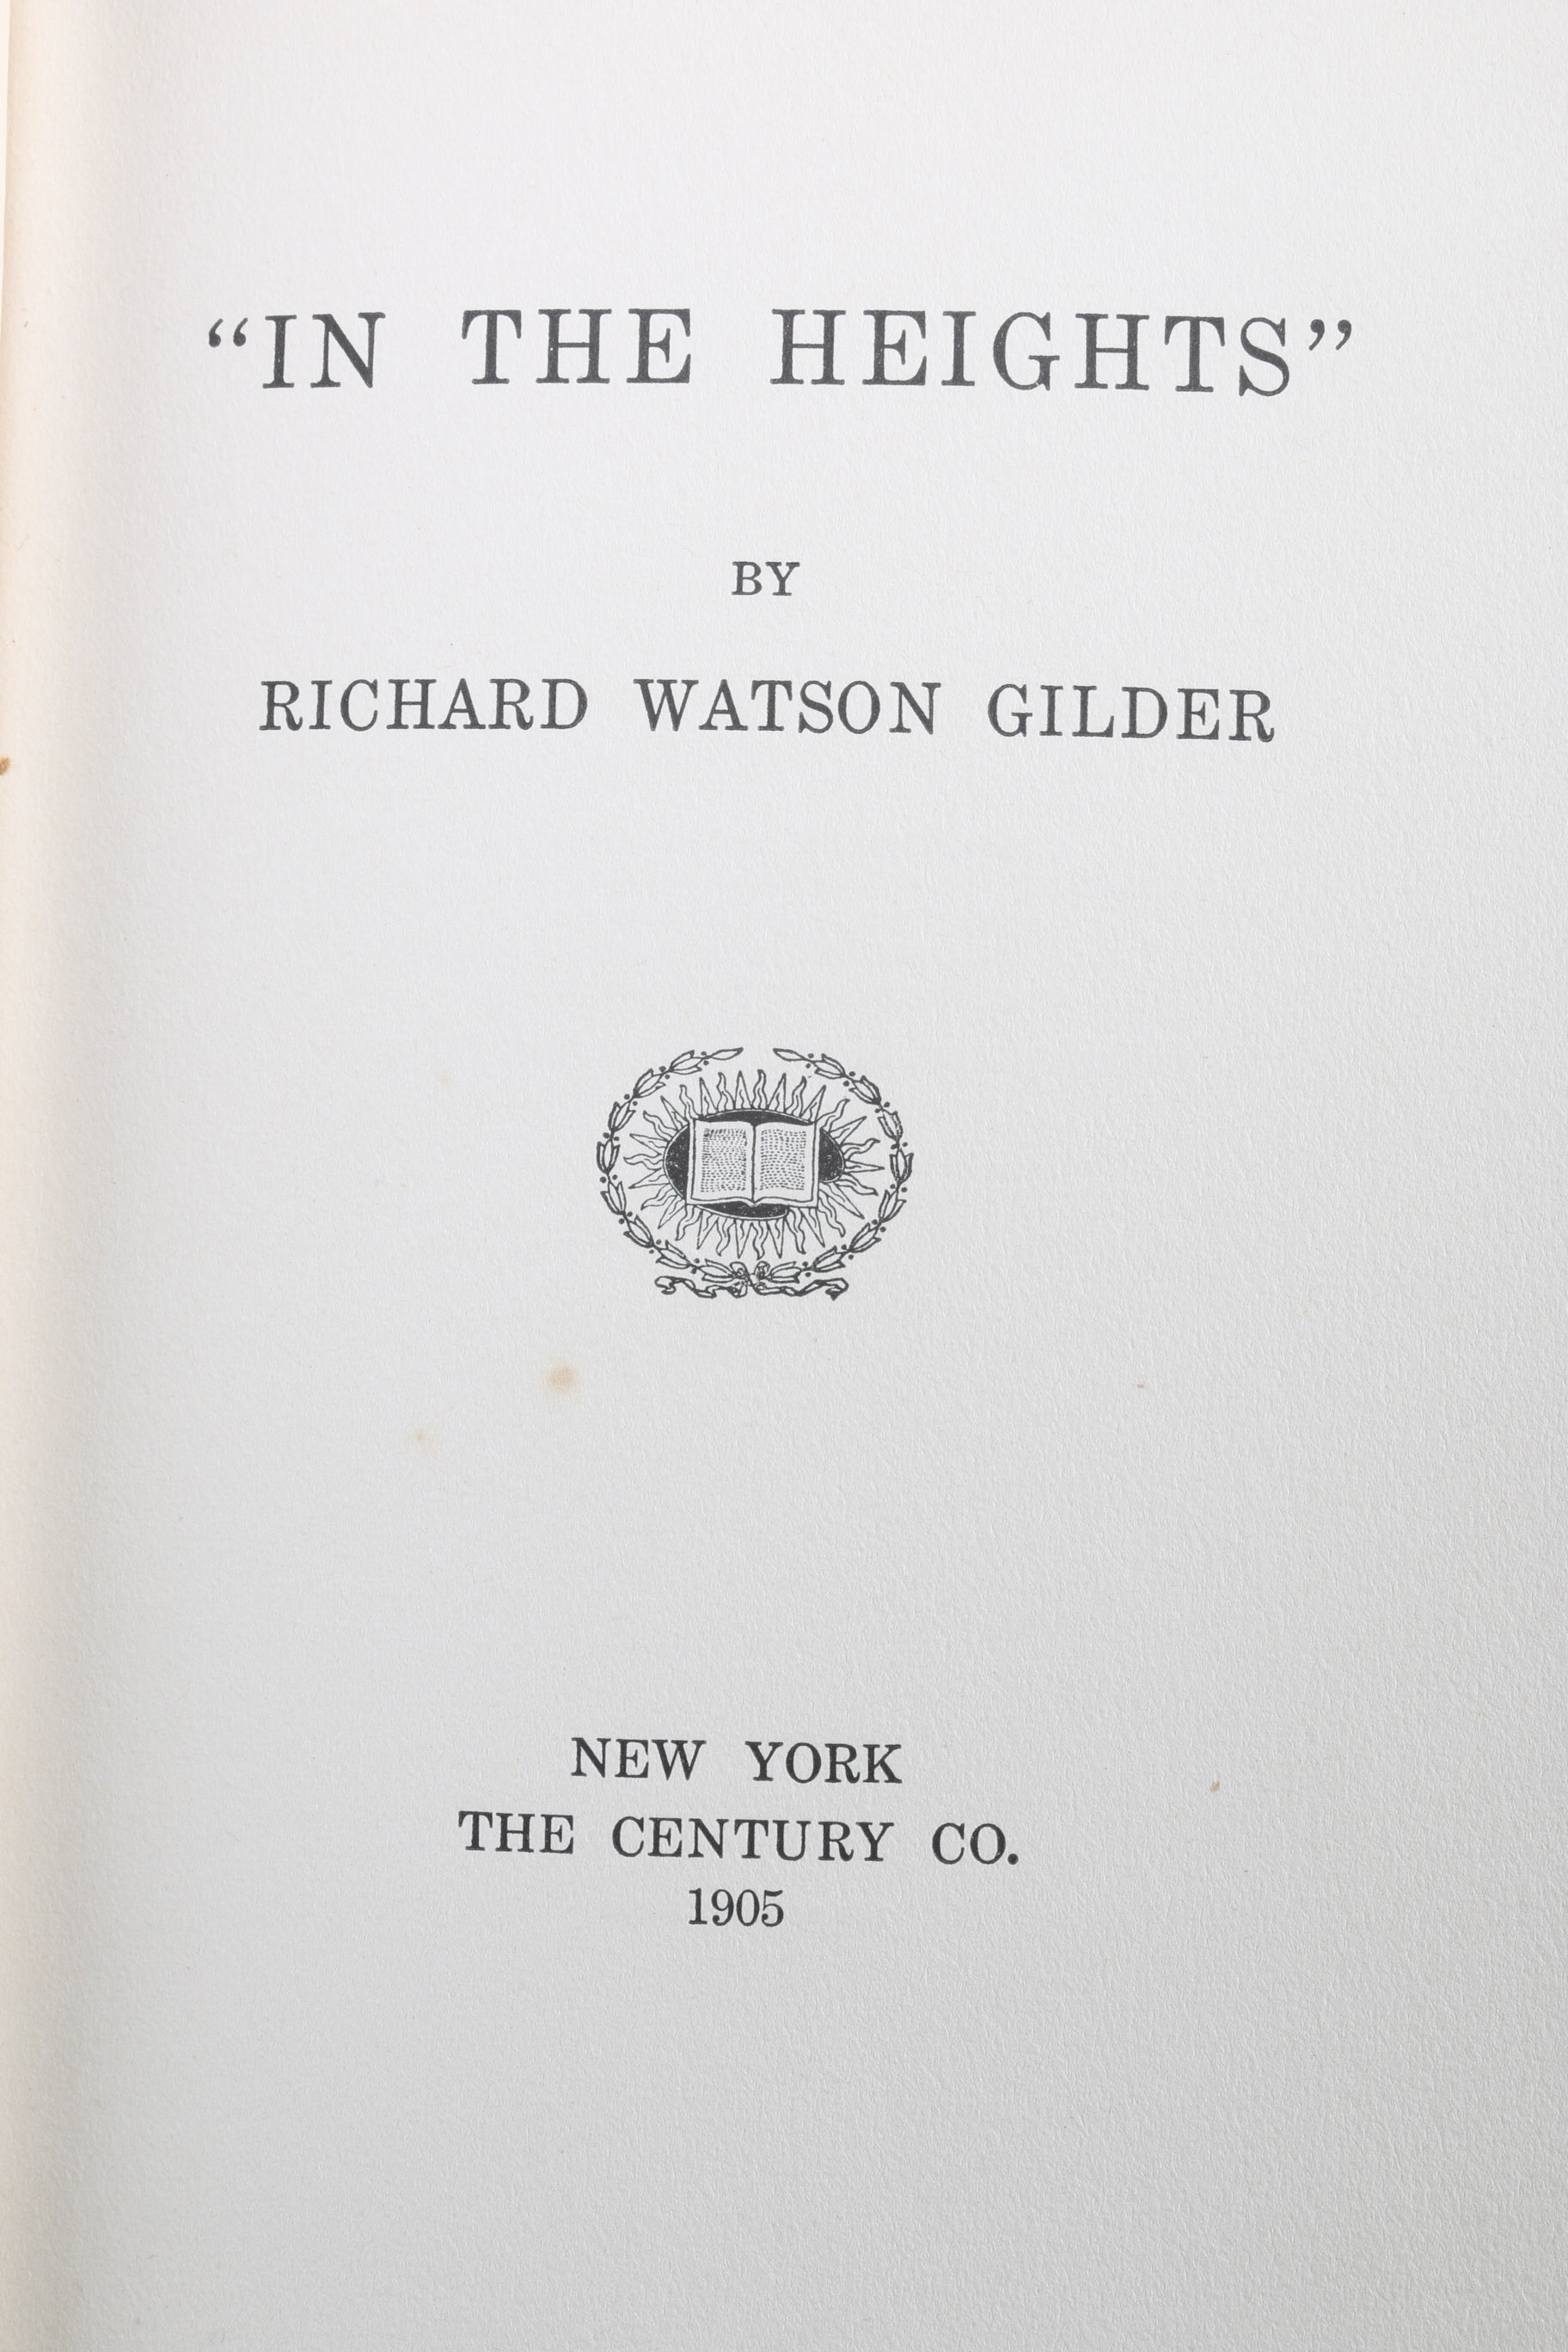 “IN THE HEIGHTS”
BY
RICHARD WATSON GILDER
NEW YORK
THE CENTURY CO.
1905